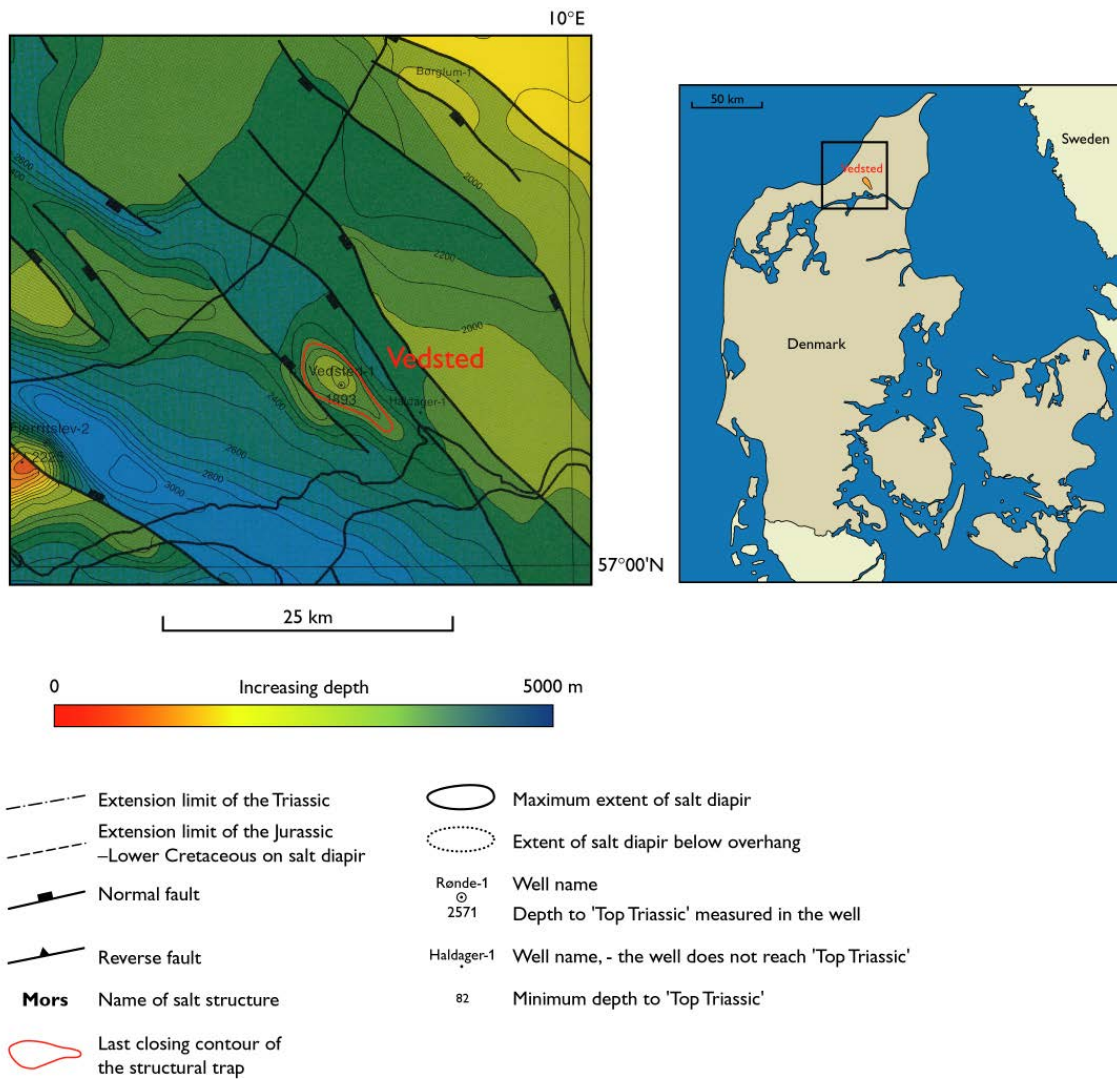 10°E
Børglum-1
2000
2600
2200
2000
Vedsted
Vedsted-1
1893
Haldager-1
2400
Fjerritslev-2
2600
2800
3000
57°00'N
25 km
50 km
Sweden
Vedsted
Denmark
0 Increasing depth 5000 m
Extension limit of the Triassic
Extension limit of the Jurassic
–Lower Cretaceous on salt diapir
Normal fault
Reverse fault
Mors Name of salt structure
Last closing contour of
the structural trap
Maximum extent of salt diapir
Extent of salt diapir below overhang
Rønde-1 Well name
2571 Depth to 'Top Triassic' measured in the well
Haldager-1 Well name, - the well does not reach 'Top Triassic'
82 Minimum depth to 'Top Triassic'